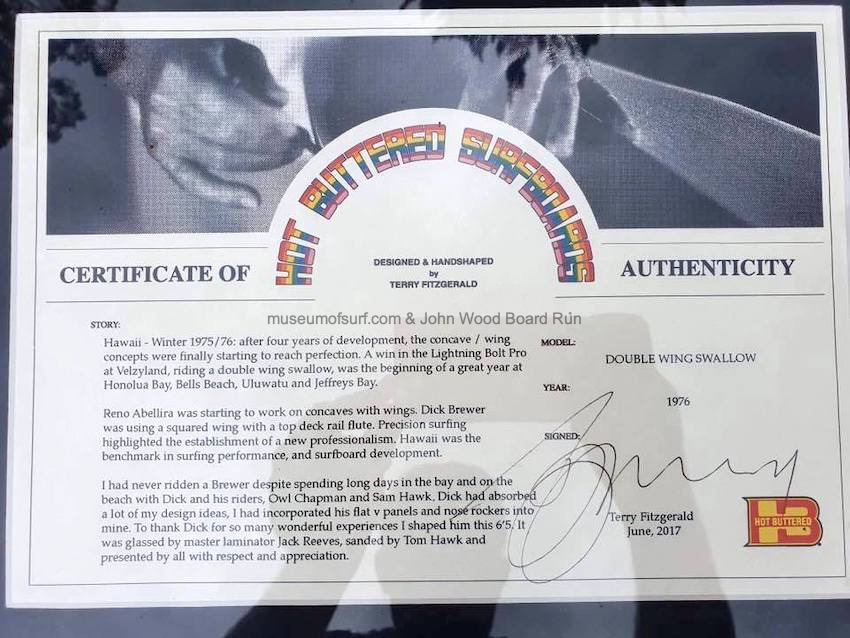 HOT BUTTERED SURFBOARDS
DESIGNED & HANDSHAPED
by
TERRY FITZGERALD
CERTIFICATE OF AUTHENTICITY
museumofsurf.com & John Wood Board Run
STORY:
Hawaii - Winter 1975/76: after four years of development, the concave / wing
concepts were finally starting to reach perfection. A win in the Lightning Bolt Pro
at Velzyland, riding a double wing swallow, was the beginning of a great year at
Honolua Bay, Bells Beach, Uluwatu and Jeffreys Bay.
Reno Abellira was starting to work on concaves with wings. Dick Brewer
was using a squared wing with a top deck rail flute. Precision surfing
highlighted the establishment of a new professionalism. Hawaii was the
benchmark in surfing performance, and surfboard development.
I had never ridden a Brewer despite spending long days in the bay and on the
beach with Dick and his riders, Owl Chapman and Sam Hawk. Dick had absorbed
a lot of my design ideas, I had incorporated his flat v panels and nose rockers into
mine. To thank Dick for so many wonderful experiences I shaped him this 6'5. It
was glassed by master laminator Jack Reeves, sanded by Tom Hawk and
presented by all with respect and appreciation.
MODEL:
DOUBLE WING SWALLOW
YEAR:
1976
SIGNED:
Terry Fitzgerald
June, 2017
HOT BUTTERED